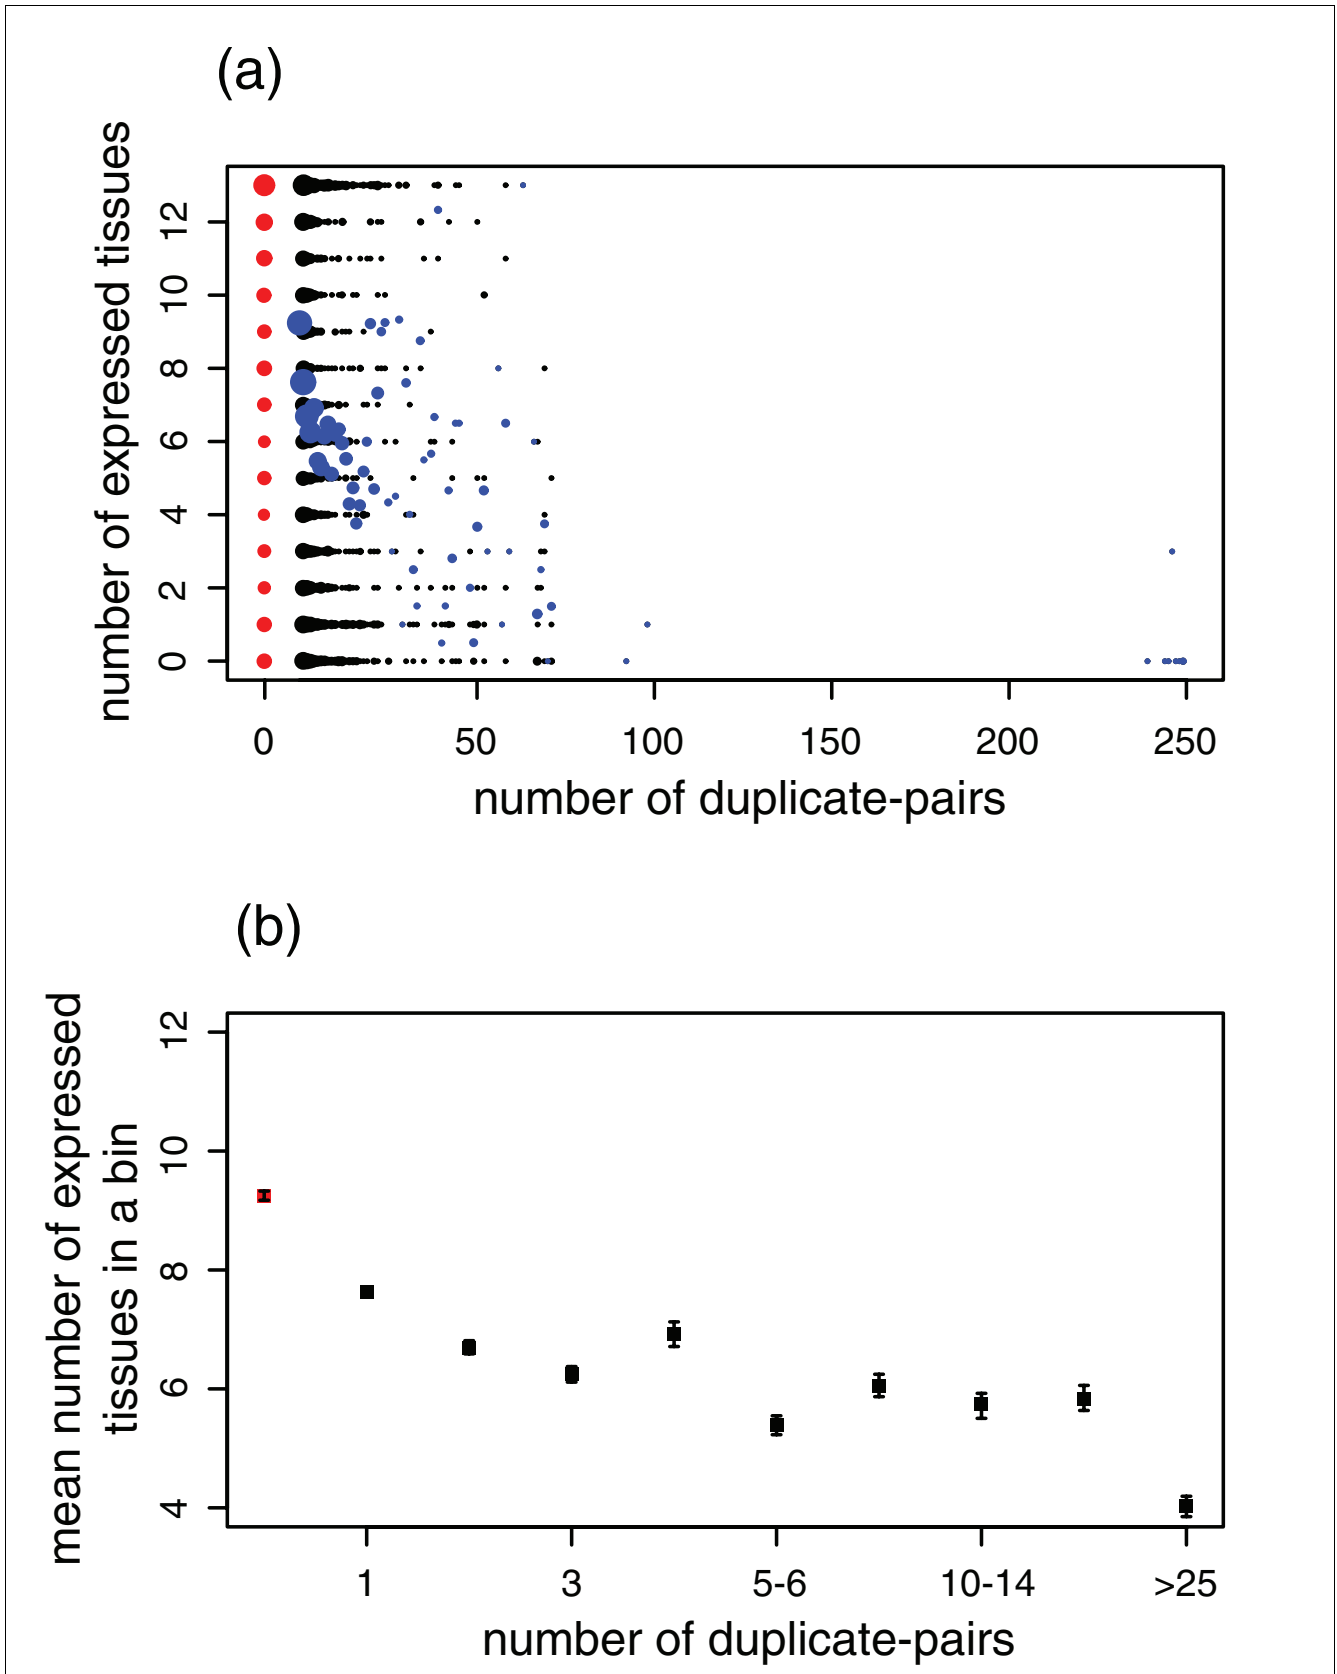 (a)
number of expressed tissues
12
10
8
6
4
2
0
0 50 100 150 200 250
number of duplicate-pairs
(b)
mean number of expressed
tissues in a bin
12
10
8
6
4
1 3 5-6 10-14 >25
number of duplicate-pairs